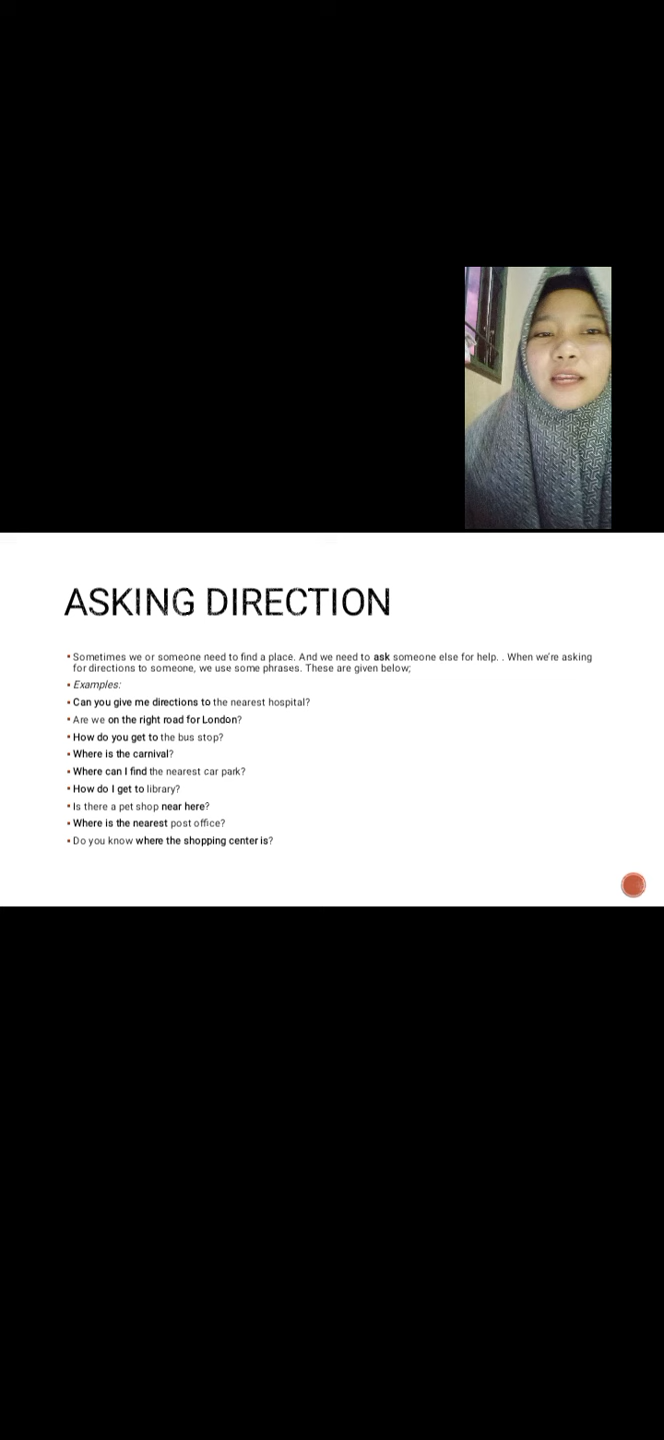 ASKING DIRECTION
Sometimes we or someone need to find a place. And we need to ask someone else for help. . When we're asking
for directions to someone, we use some phrases. These are given below;
Examples:
Can you give me directions to the nearest hospital?
Are we on the right road for London?
How do you get to the bus stop?
Where is the carnival?
Where can I find the nearest car park?
How do I get to library?
Is there a pet shop near here?
Where is the nearest post office?
Do you know where the shopping center is?